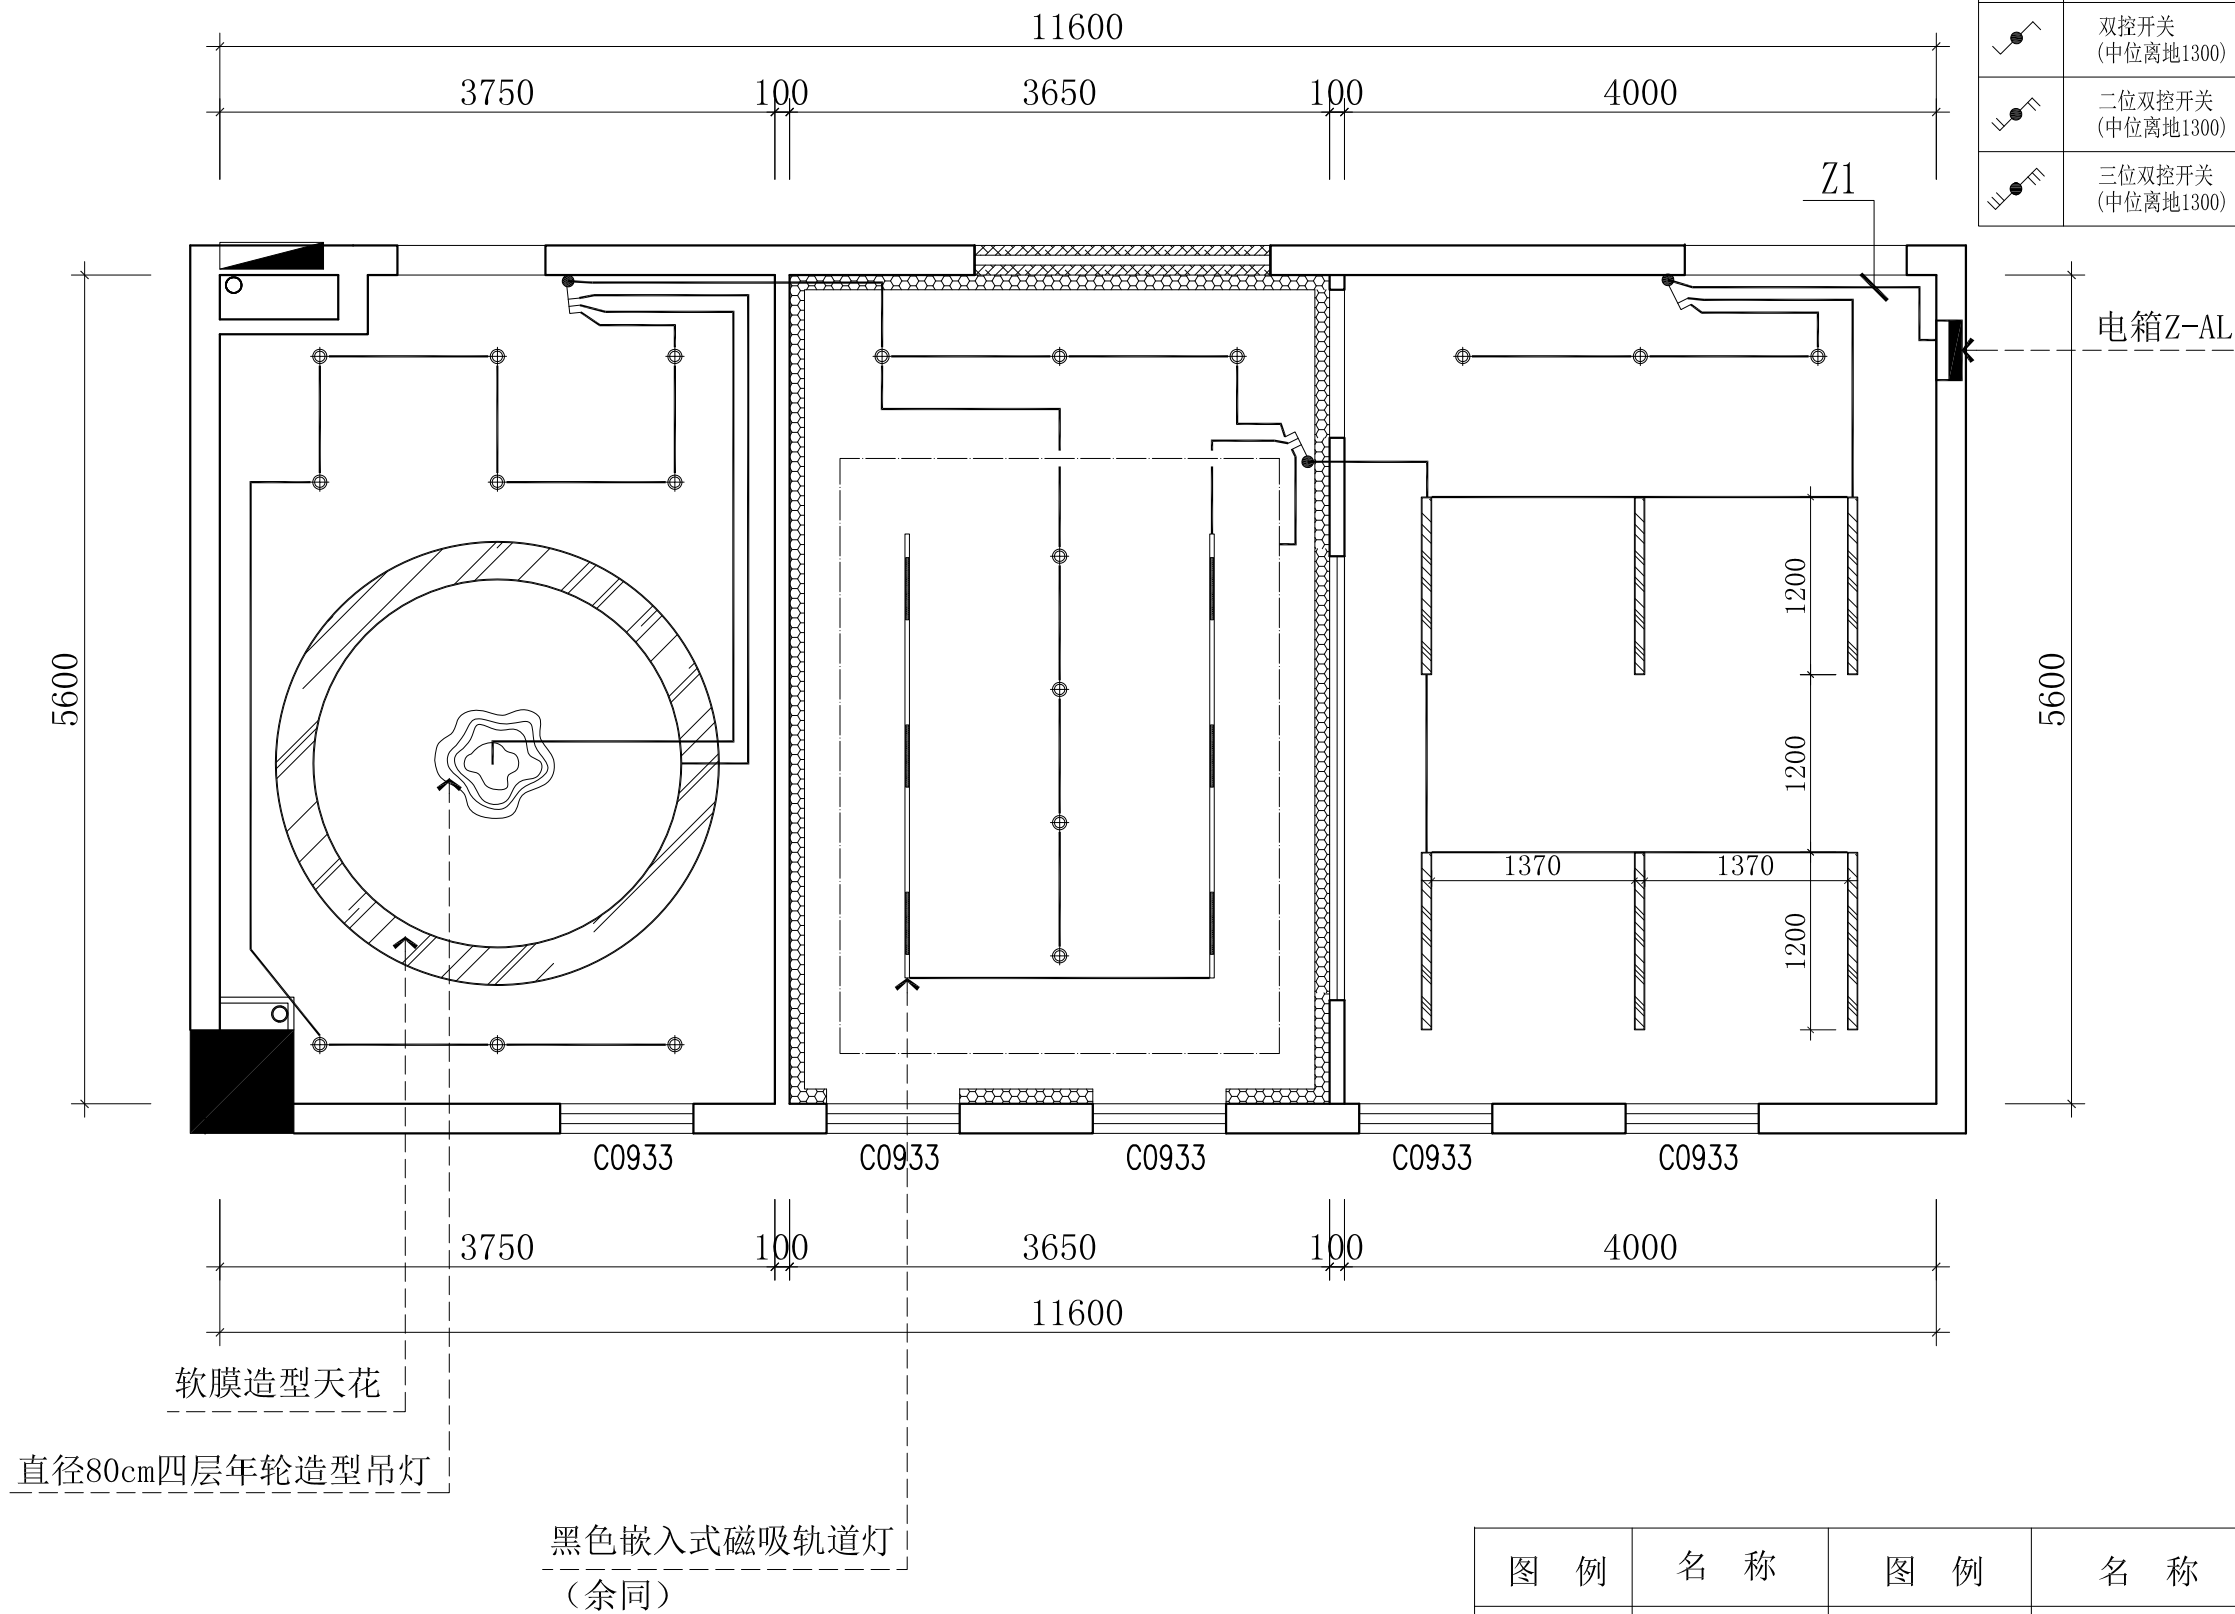 11600
3750
100
3650
100
4000
双控开关
(中位离地1300)
二位双控开关
(中位离地1300)
三位双控开关
(中位离地1300)
Z1
电箱Z-AL
5600
5600
1200
1200
1370
1370
1200
C0933
C0933
C0933
C0933
C0933
3750
100
3650
100
4000
11600
软膜造型天花
直径80cm四层年轮造型吊灯
黑色嵌入式磁吸轨道灯
（余同）
图 例
名 称
图 例
名 称